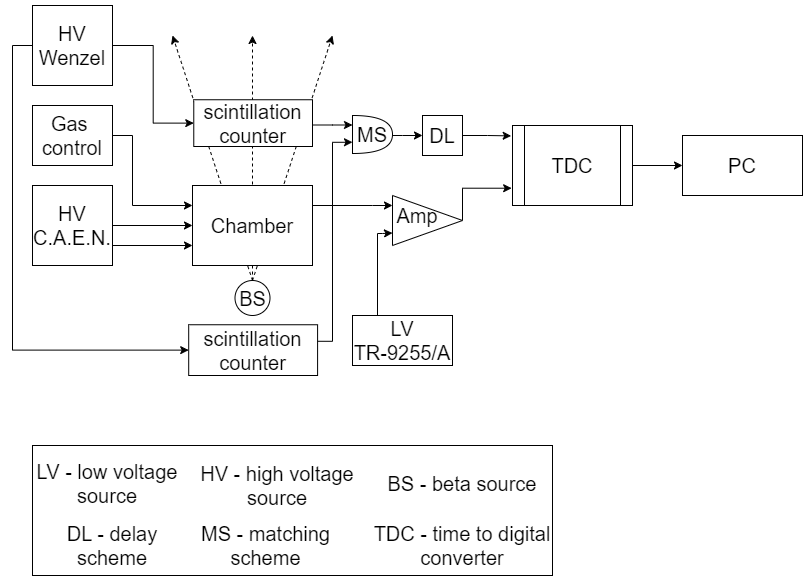 HV
Wenzel
scintillation
counter
MS
DL
Gas
control
TDC
PC
HV
C.A.E.N.
Chamber
Amp
BS
scintillation
counter
LV
TR-9255/A
LV - low voltage
source
HV - high voltage
source
BS - beta source
DL - delay
scheme
MS - matching
scheme
TDC - time to digital
converter